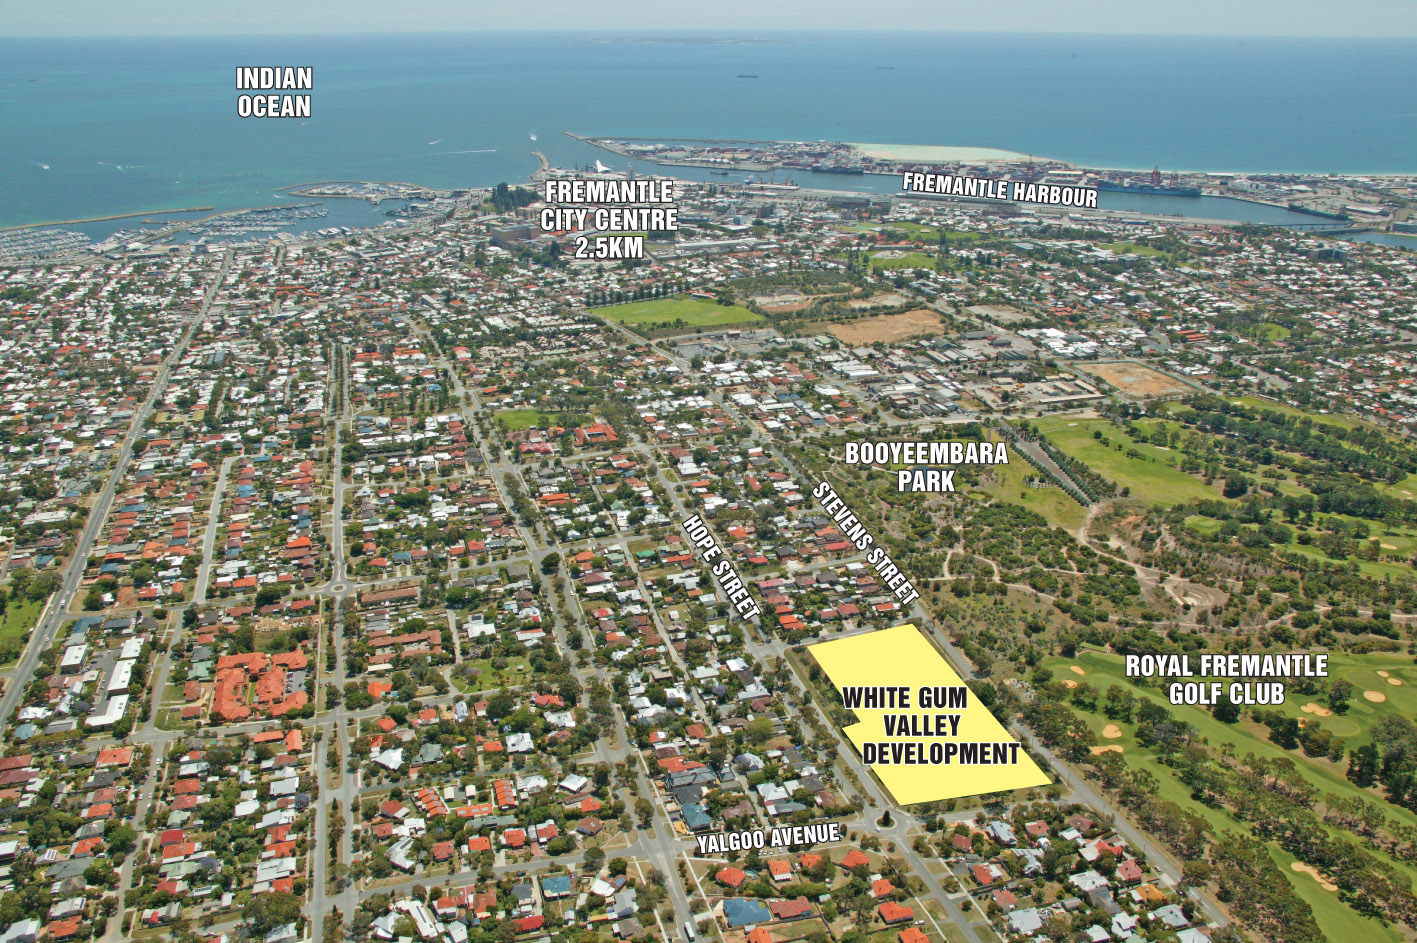 INDIAN
OCEAN
FREMANTLE
CITY CENTRE
2.5KM
FREMANTLE HARBOUR
BOOYEEMBARA
PARK
STEVENS STREET
HOPE STREET
ROYAL FREMANTLE
GOLF CLUB
WHITE GUM
VALLEY
DEVELOPMENT
YALGOO AVENUE